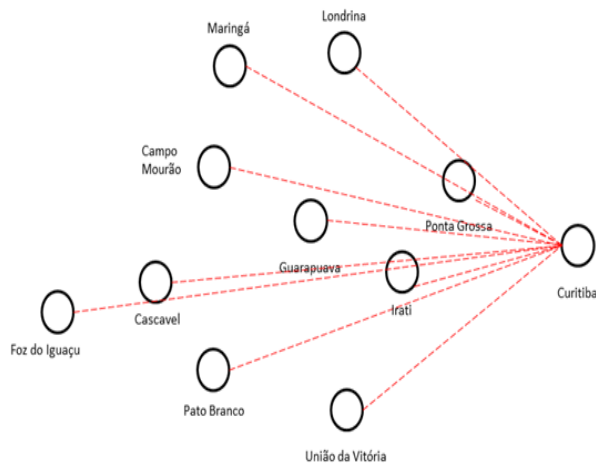 Londrina
Maringá
Campo
Mourão
Ponta Grossa
Guarapuava
Curitiba
Irati
Cascavel
Foz do Iguaçu
Pato Branco
União da Vitória